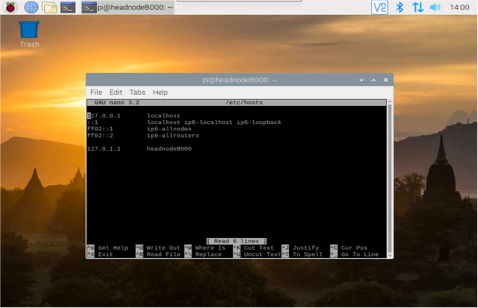 pi@headnodeB000: ~
14:00
Trash
pi@headnodeB000: ~
File Edit Tabs Help
GNU nano 3.2 /etc/hosts
127.0.0.1 localhost
::1 localhost ip6-localhost ip6-loopback
ff02::1 ip6-allnodes
ff02::2 ip6-allrouters
127.0.1.1 headnodeB000
[ Read 6 lines ]
^G Get Help ^O Write Out ^W Where Is ^K Cut Text ^J Justify ^C Cur Pos
^X Exit ^R Read File ^\ Replace ^U Uncut Text ^T To Spell ^_ Go To Line